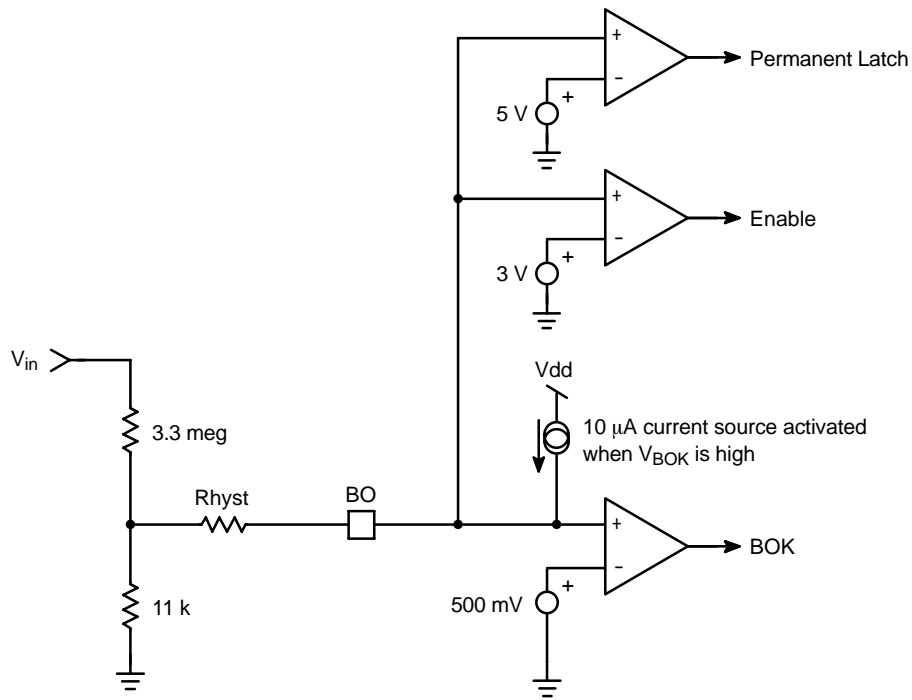 +
–
+
Permanent Latch
5 V
+
–
+
Enable
3 V
Vin
3.3 meg
Vdd
10 μA current source activated
when VBOK is high
Rhyst
BO
+
–
+
BOK
11 k
500 mV